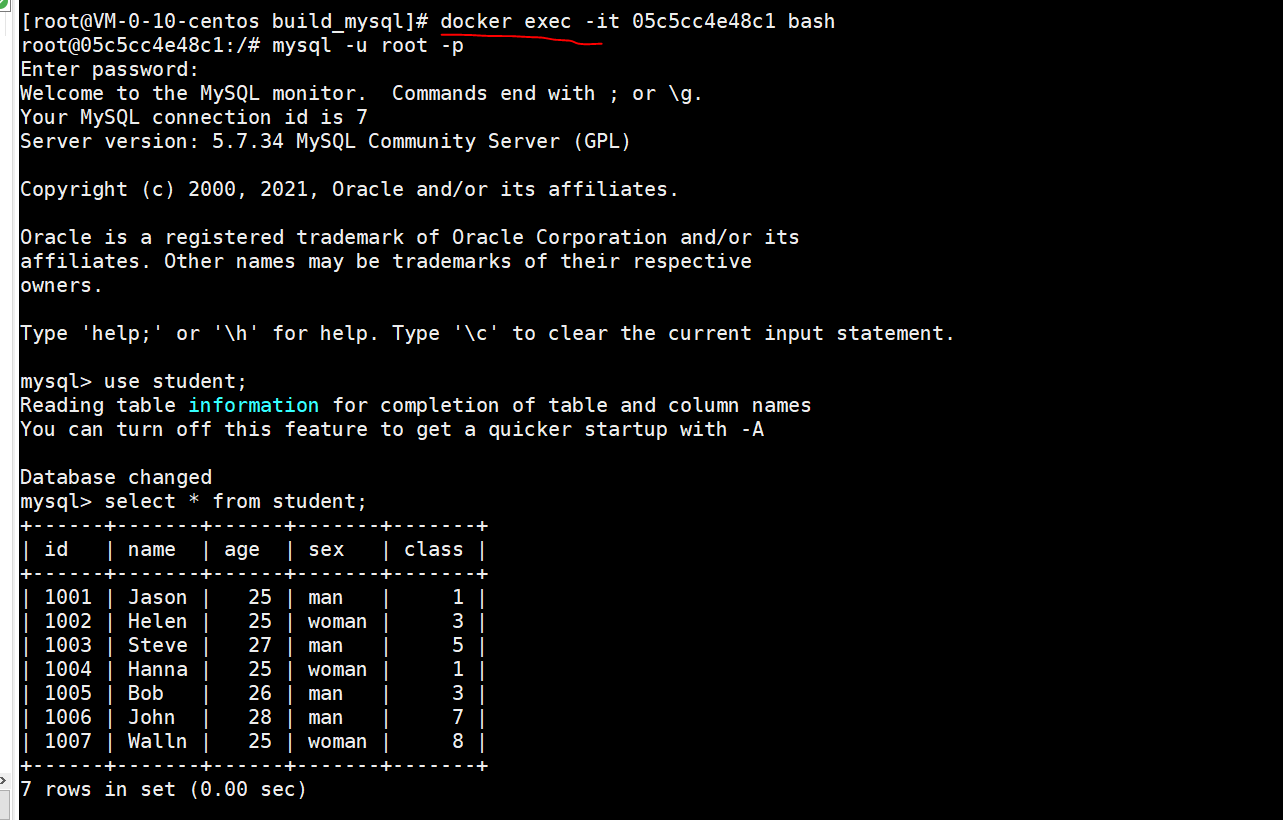 [root@VM-0-10-centos build_mysql]# docker exec -it 05c5cc4e48c1 bash
root@05c5cc4e48c1:/# mysql -u root -p
Enter password:
Welcome to the MySQL monitor.  Commands end with ; or \g.
Your MySQL connection id is 7
Server version: 5.7.34 MySQL Community Server (GPL)

Copyright (c) 2000, 2021, Oracle and/or its affiliates.

Oracle is a registered trademark of Oracle Corporation and/or its
affiliates. Other names may be trademarks of their respective
owners.

Type 'help;' or '\h' for help. Type '\c' to clear the current input statement.

mysql> use student;
Reading table information for completion of table and column names
You can turn off this feature to get a quicker startup with -A

Database changed
mysql> select * from student;
+------+-------+------+-------+-------+
| id   | name  | age  | sex   | class |
+------+-------+------+-------+-------+
| 1001 | Jason |   25 | man   |     1 |
| 1002 | Helen |   25 | woman |     3 |
| 1003 | Steve |   27 | man   |     5 |
| 1004 | Hanna |   25 | woman |     1 |
| 1005 | Bob   |   26 | man   |     3 |
| 1006 | John  |   28 | man   |     7 |
| 1007 | Walln |   25 | woman |     8 |
+------+-------+------+-------+-------+
7 rows in set (0.00 sec)